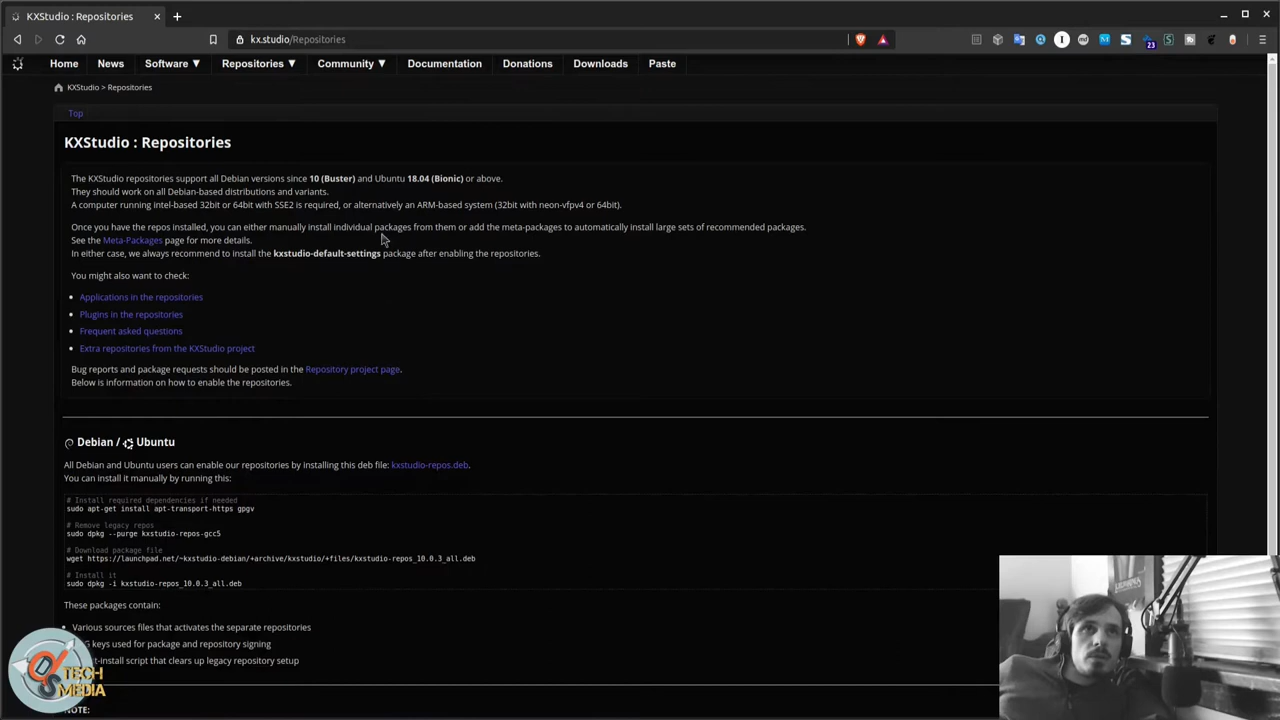 KXStudio : Repositories
kx.studio/Repositories
23
Home News Software ▼ Repositories ▼ Community ▼ Documentation Donations Downloads Paste
KXStudio > Repositories
Top
KXStudio : Repositories
The KXStudio repositories support all Debian versions since 10 (Buster) and Ubuntu 18.04 (Bionic) or above.
They should work on all Debian-based distributions and variants.
A computer running intel-based 32bit or 64bit with SSE2 is required, or alternatively an ARM-based system (32bit with neon-vfpv4 or 64bit).
Once you have the repos installed, you can either manually install individual packages from them or add the meta-packages to automatically install large sets of recommended packages.
See the Meta-Packages page for more details.
In either case, we always recommend to install the kxstudio-default-settings package after enabling the repositories.
You might also want to check:
• Applications in the repositories
• Plugins in the repositories
• Frequent asked questions
• Extra repositories from the KXStudio project
Bug reports and package requests should be posted in the Repository project page.
Below is information on how to enable the repositories.
Debian / Ubuntu
All Debian and Ubuntu users can enable our repositories by installing this deb file: kxstudio-repos.deb.
You can install it manually by running this:
# Install required dependencies if needed
sudo apt-get install apt-transport-https gpgv
# Remove legacy repos
sudo dpkg --purge kxstudio-repos-gcc5
# Download package file
wget https://launchpad.net/~kxstudio-debian/+archive/kxstudio/+files/kxstudio-repos_10.0.3_all.deb
# Install it
sudo dpkg -i kxstudio-repos_10.0.3_all.deb
These packages contain:
• Various sources files that activates the separate repositories
keys used for package and repository signing
t-install script that clears up legacy repository setup
TECH
MEDIA
NOTE: